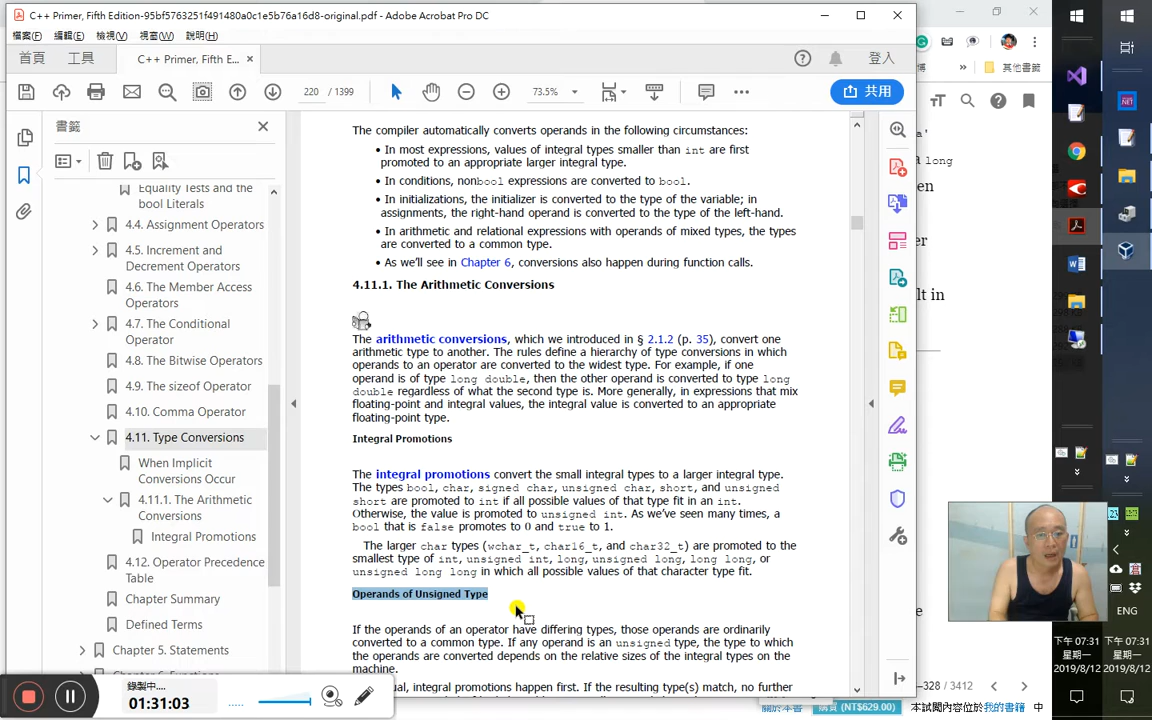 C++ Primer, Fifth Edition-95bf5763251f491480a0c1e5b76a16d8-original.pdf - Adobe Acrobat Pro DC
檔案(F) 編輯(E) 檢視(V) 視窗(W) 說明(H)
首頁 工具 C++ Primer, Fifth E... × 登入
220 / 1399 73.5% 共用
書籤
Equality Tests and the
bool Literals
4.4. Assignment Operators
4.5. Increment and
Decrement Operators
4.6. The Member Access
Operators
4.7. The Conditional
Operator
4.8. The Bitwise Operators
4.9. The sizeof Operator
4.10. Comma Operator
4.11. Type Conversions
When Implicit
Conversions Occur
4.11.1. The Arithmetic
Conversions
Integral Promotions
4.12. Operator Precedence
Table
Chapter Summary
Defined Terms
Chapter 5. Statements
The compiler automatically converts operands in the following circumstances:
• In most expressions, values of integral types smaller than int are first
promoted to an appropriate larger integral type.
• In conditions, nonbool expressions are converted to bool.
• In initializations, the initializer is converted to the type of the variable; in
assignments, the right-hand operand is converted to the type of the left-hand.
• In arithmetic and relational expressions with operands of mixed types, the types
are converted to a common type.
• As we'll see in Chapter 6, conversions also happen during function calls.
4.11.1. The Arithmetic Conversions
The arithmetic conversions, which we introduced in § 2.1.2 (p. 35), convert one
arithmetic type to another. The rules define a hierarchy of type conversions in which
operands to an operator are converted to the widest type. For example, if one
operand is of type long double, then the other operand is converted to type long
double regardless of what the second type is. More generally, in expressions that mix
floating-point and integral values, the integral value is converted to an appropriate
floating-point type.
Integral Promotions
The integral promotions convert the small integral types to a larger integral type.
The types bool, char, signed char, unsigned char, short, and unsigned
short are promoted to int if all possible values of that type fit in an int.
Otherwise, the value is promoted to unsigned int. As we've seen many times, a
bool that is false promotes to 0 and true to 1.
The larger char types (wchar_t, char16_t, and char32_t) are promoted to the
smallest type of int, unsigned int, long, unsigned long, long long, or
unsigned long long in which all possible values of that character type fit.
Operands of Unsigned Type
If the operands of an operator have differing types, those operands are ordinarily
converted to a common type. If any operand is an unsigned type, the type to which
the operands are converted depends on the relative sizes of the integral types on the
machine.
ual, integral promotions happen first. If the resulting type(s) match, no further
錄製中....
01:31:03
其他書籤
long
en
er
lt in
e
–328 / 3412
關於本書 購買 (NT$629.00) 本試閱內容位於我的書籍 中
ENG
下午 07:31 下午 07:31
星期一 星期一
2019/8/12 2019/8/12